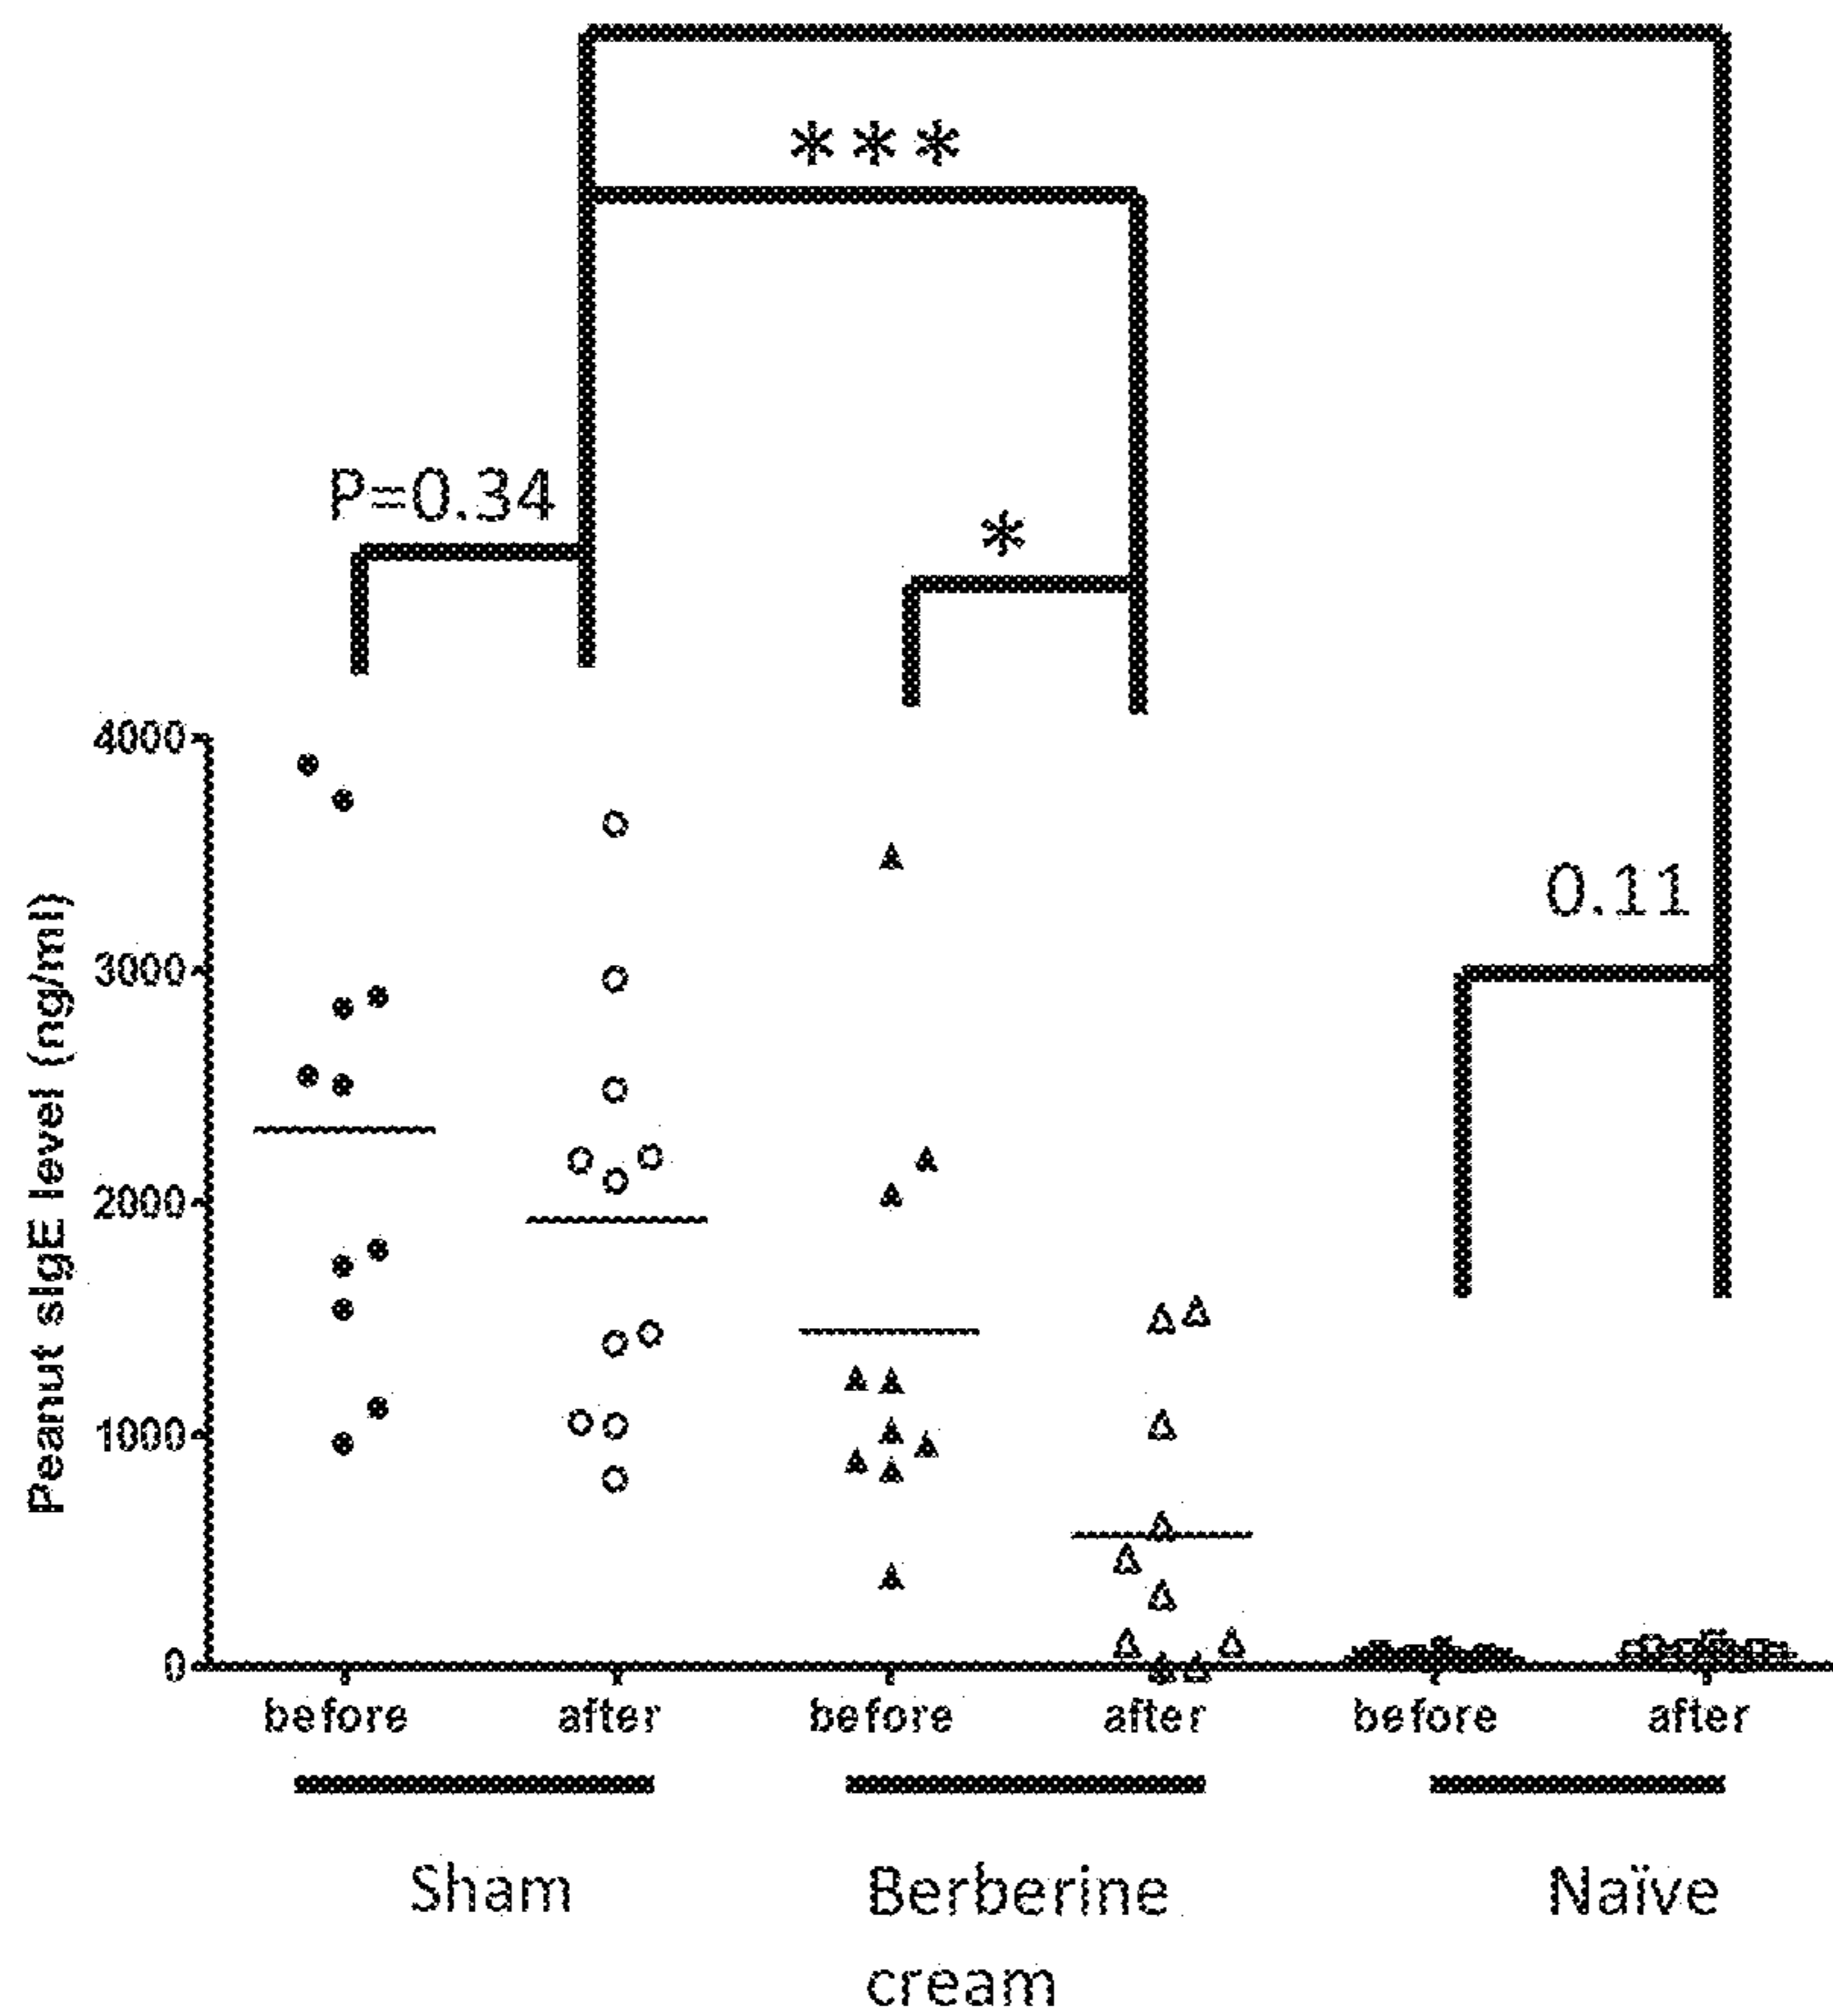 ***
P=0.34
*
0.11
Peanut sIgE level (ng/ml)
4000
3000
2000
1000
0
before after before after before after
Sham Berberine cream Naïve